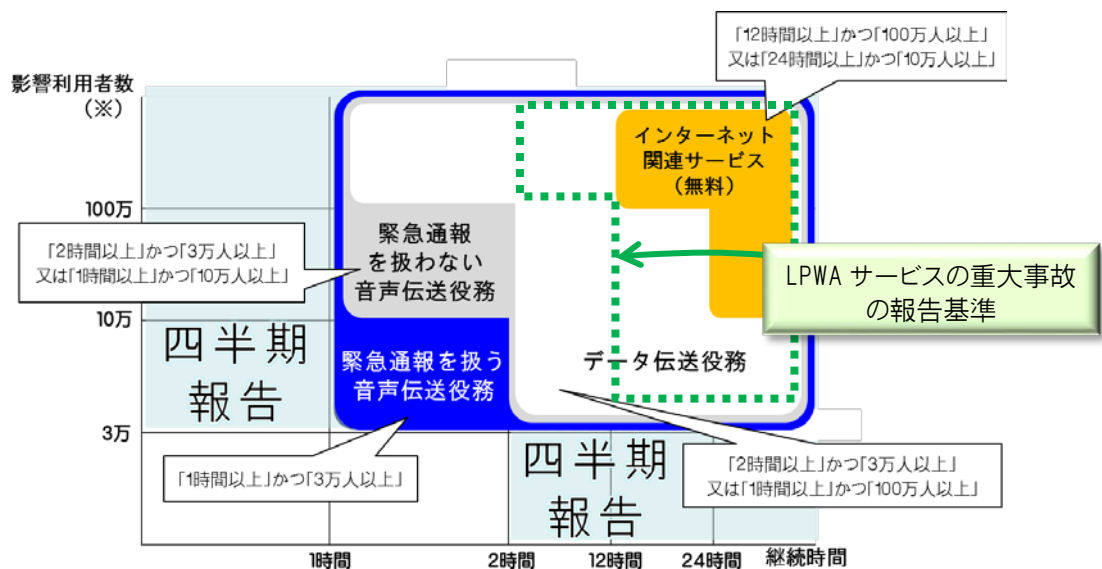 「12時間以上」かつ「100万人以上」
又は「24時間以上」かつ「10万人以上」
影響利用者数
（※）
インターネット
関連サービス
（無料）
100万
「2時間以上」かつ「3万人以上」
又は「1時間以上」かつ「10万人以上」
緊急通報
を扱わない
音声伝送役務
LPWA サービスの重大事故
の報告基準
10万
四半期
報告
緊急通報を扱う
音声伝送役務
データ伝送役務
3万
「1時間以上」かつ「3万人以上」
四半期
報告
「2時間以上」かつ「3万人以上」
又は「1時間以上」かつ「100万人以上」
1時間
2時間
12時間
24時間
継続時間